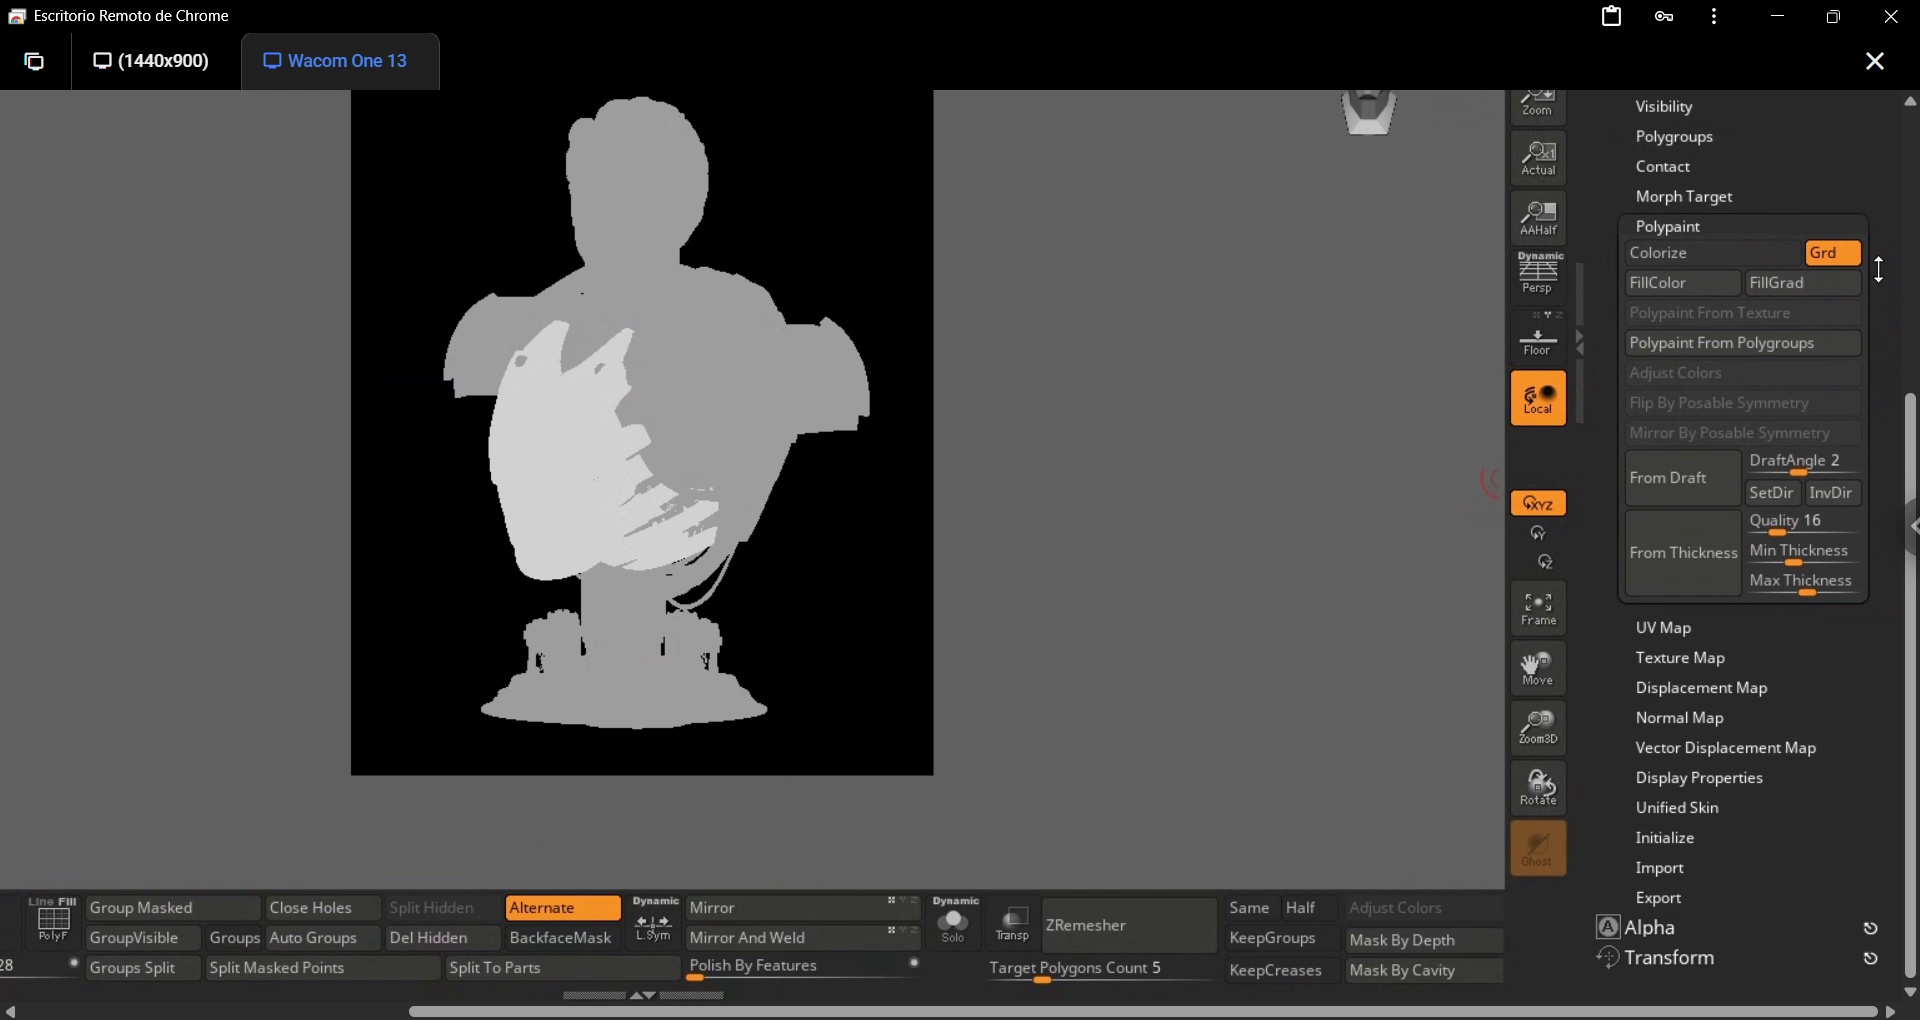 Escritorio Remoto de Chrome
(1440x900)
Wacom One 13
Zoom
Actual
AAHalf
Dynamic
Persp
Floor
Local
XYZ
Y
Z
Frame
Move
Zoom3D
Rotate
Ghost
Visibility
Polygroups
Contact
Morph Target
Polypaint
Colorize Grd
FillColor FillGrad
Polypaint From Texture
Polypaint From Polygroups
Adjust Colors
Flip By Posable Symmetry
Mirror By Posable Symmetry
From Draft DraftAngle 2
SetDir InvDir
From Thickness Quality 16
Min Thickness
Max Thickness
UV Map
Texture Map
Displacement Map
Normal Map
Vector Displacement Map
Display Properties
Unified Skin
Initialize
Import
Export
Alpha
Transform
Line Fill
PolyF
28
Group Masked Close Holes Split Hidden Alternate
GroupVisible Groups Auto Groups Del Hidden BackfaceMask
Groups Split Split Masked Points Split To Parts
Dynamic
L.Sym
Mirror
Mirror And Weld
Polish By Features
Dynamic
Solo
Transp
ZRemesher
Target Polygons Count 5
Same Half Adjust Colors
KeepGroups Mask By Depth
KeepCreases Mask By Cavity